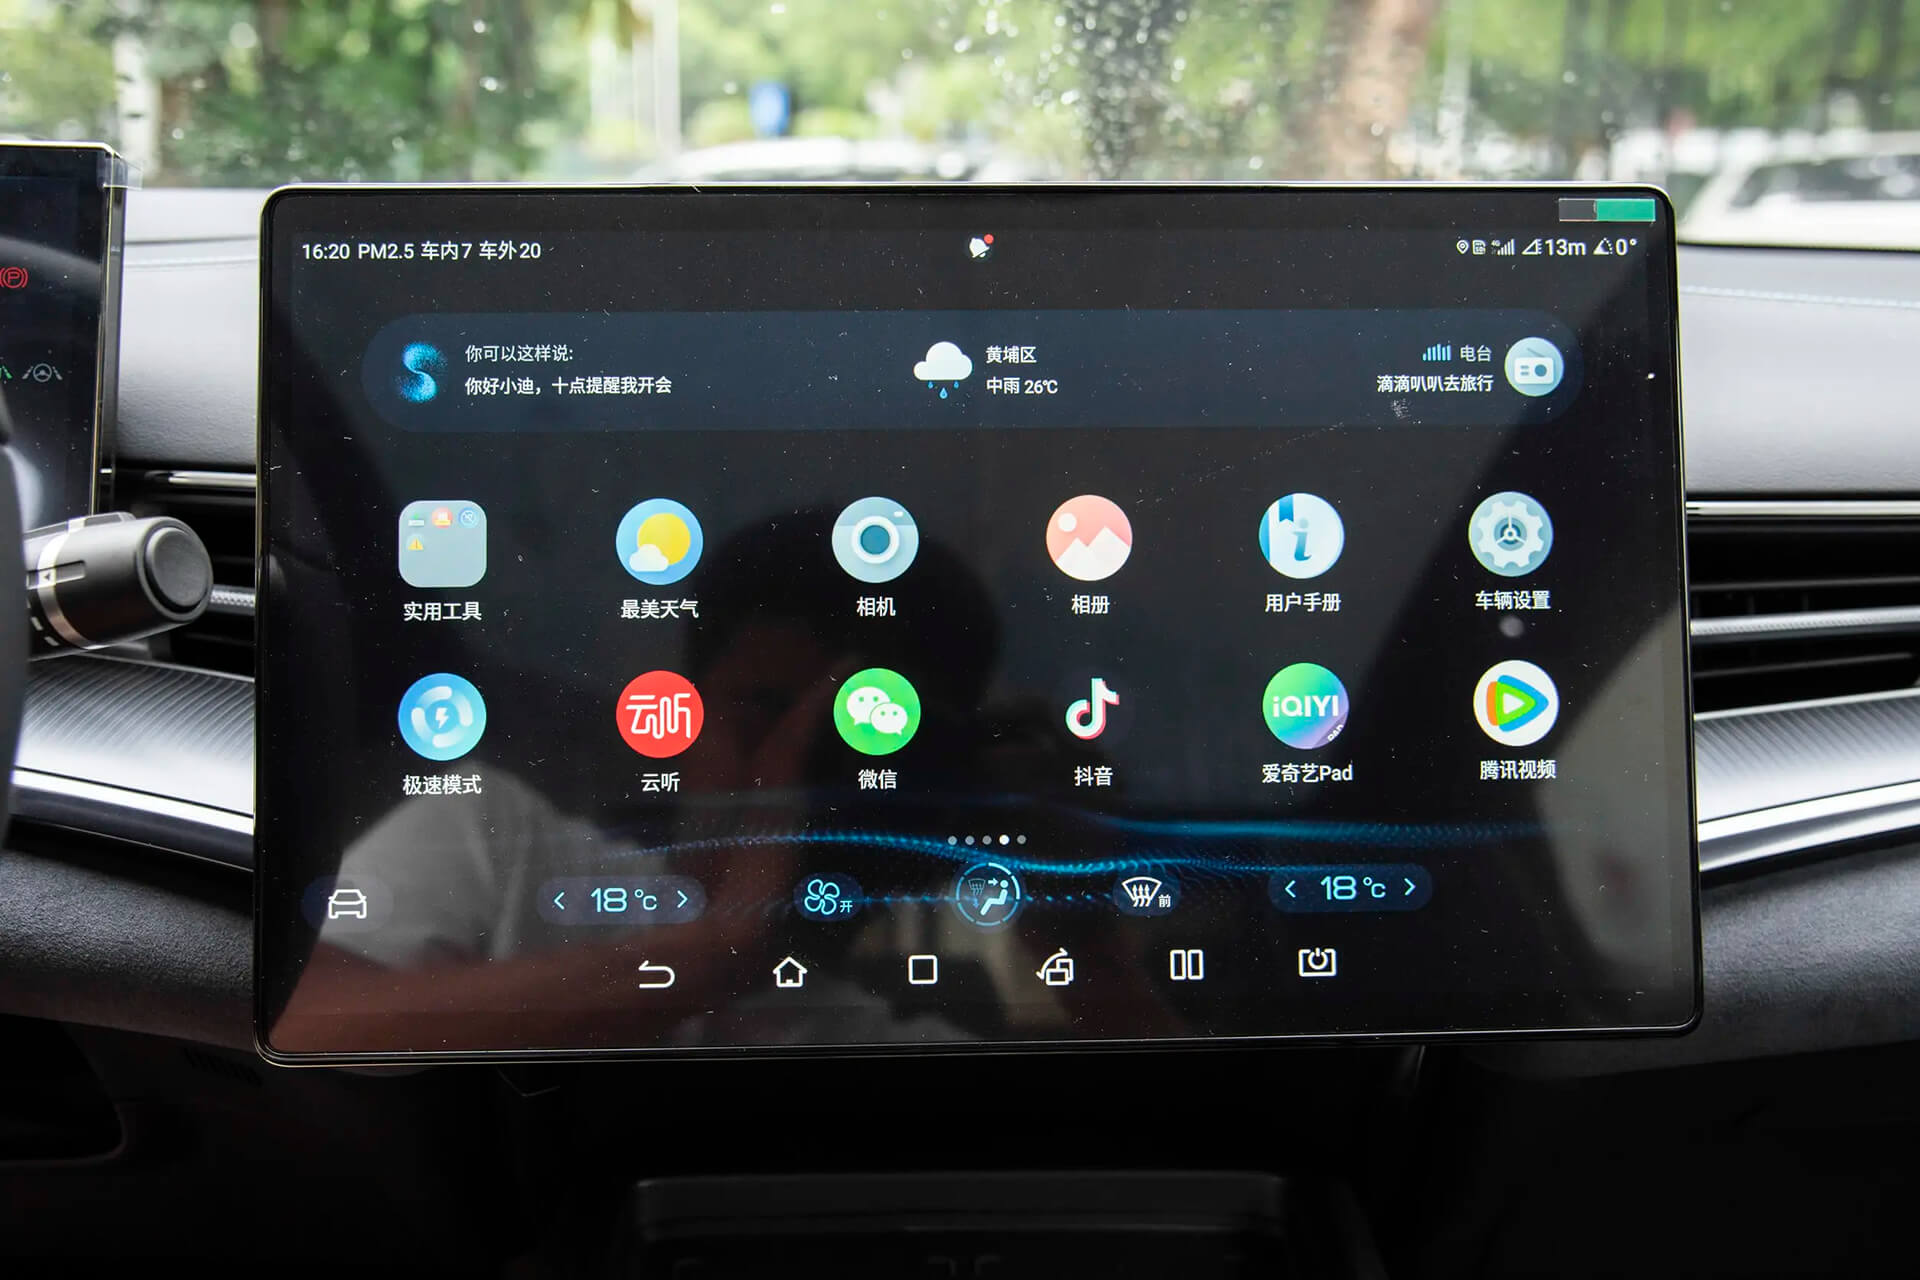 16:20 PM2.5 车内7 车外20
13m 0°
你可以这样说:
你好小迪，十点提醒我开会
黄埔区
中雨 26℃
电台
滴滴叭叭去旅行
实用工具
最美天气
相机
相册
用户手册
车辆设置
云听
iQIYI
极速模式
云听
微信
抖音
爱奇艺Pad
腾讯视频
18℃
开
前
18℃